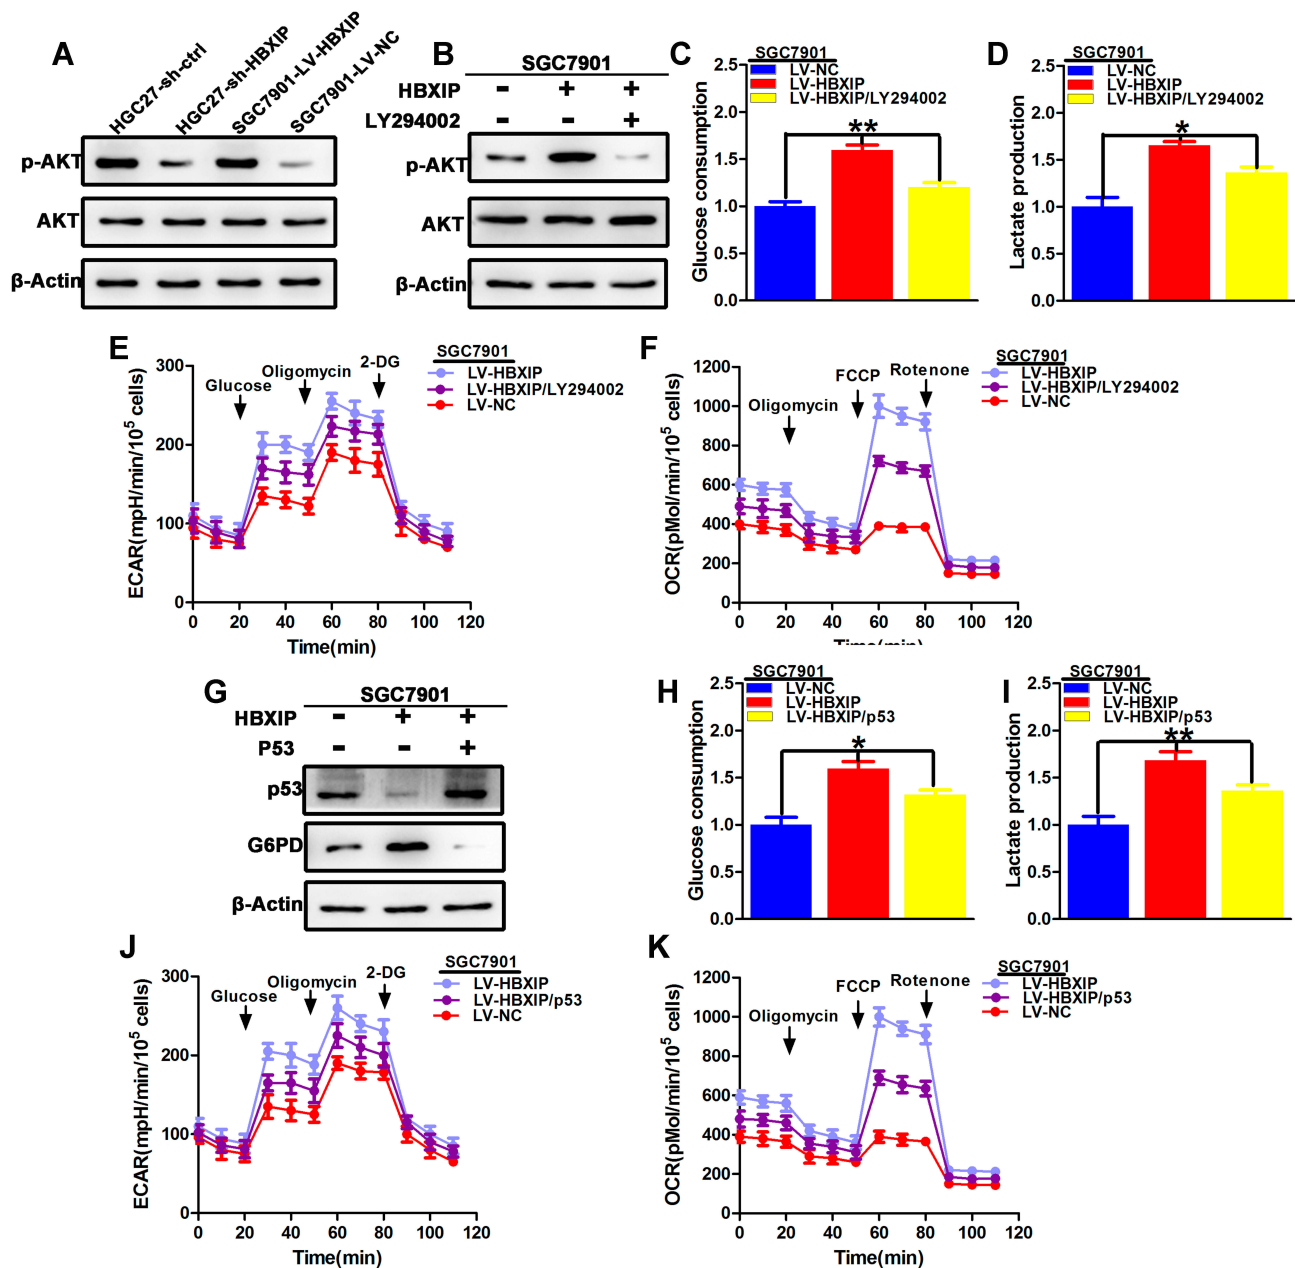 A
HGC27-sh-ctrl
HGC27-sh-HBXIP
SGC7901-LV-HBXIP
SGC7901-LV-NC
p-AKT
AKT
β-Actin
B
SGC7901
HBXIP - + +
LY294002 - - +
p-AKT
AKT
β-Actin
C
SGC7901
LV-NC
LV-HBXIP
LV-HBXIP/LY294002
Glucose consumption
2.5
2.0
1.5
1.0
0.5
0.0
**
D
SGC7901
LV-NC
LV-HBXIP
LV-HBXIP/LY294002
Lactate production
2.5
2.0
1.5
1.0
0.5
0.0
*
E
SGC7901
LV-HBXIP
LV-HBXIP/LY294002
LV-NC
Glucose
Oligomycin
2-DG
ECAR(mpH/min/10⁵ cells)
300
200
100
0
0 20 40 60 80 100 120
Time(min)
F
SGC7901
LV-HBXIP
LV-HBXIP/LY294002
LV-NC
Oligomycin
FCCP
Rotenone
OCR(pMol/min/10⁵ cells)
1200
1000
800
600
400
200
0
0 20 40 60 80 100 120
Time(min)
G
SGC7901
HBXIP - + +
P53 - - +
p53
G6PD
β-Actin
H
SGC7901
LV-NC
LV-HBXIP
LV-HBXIP/p53
Glucose consumption
2.5
2.0
1.5
1.0
0.5
0.0
*
I
SGC7901
LV-NC
LV-HBXIP
LV-HBXIP/p53
Lactate production
2.5
2.0
1.5
1.0
0.5
0.0
**
J
SGC7901
LV-HBXIP
LV-HBXIP/p53
LV-NC
Glucose
Oligomycin
2-DG
ECAR(mpH/min/10⁵ cells)
300
200
100
0
0 20 40 60 80 100 120
Time(min)
K
SGC7901
LV-HBXIP
LV-HBXIP/p53
LV-NC
Oligomycin
FCCP
Rotenone
OCR(pMol/min/10⁵ cells)
1200
1000
800
600
400
200
0
0 20 40 60 80 100 120
Time(min)